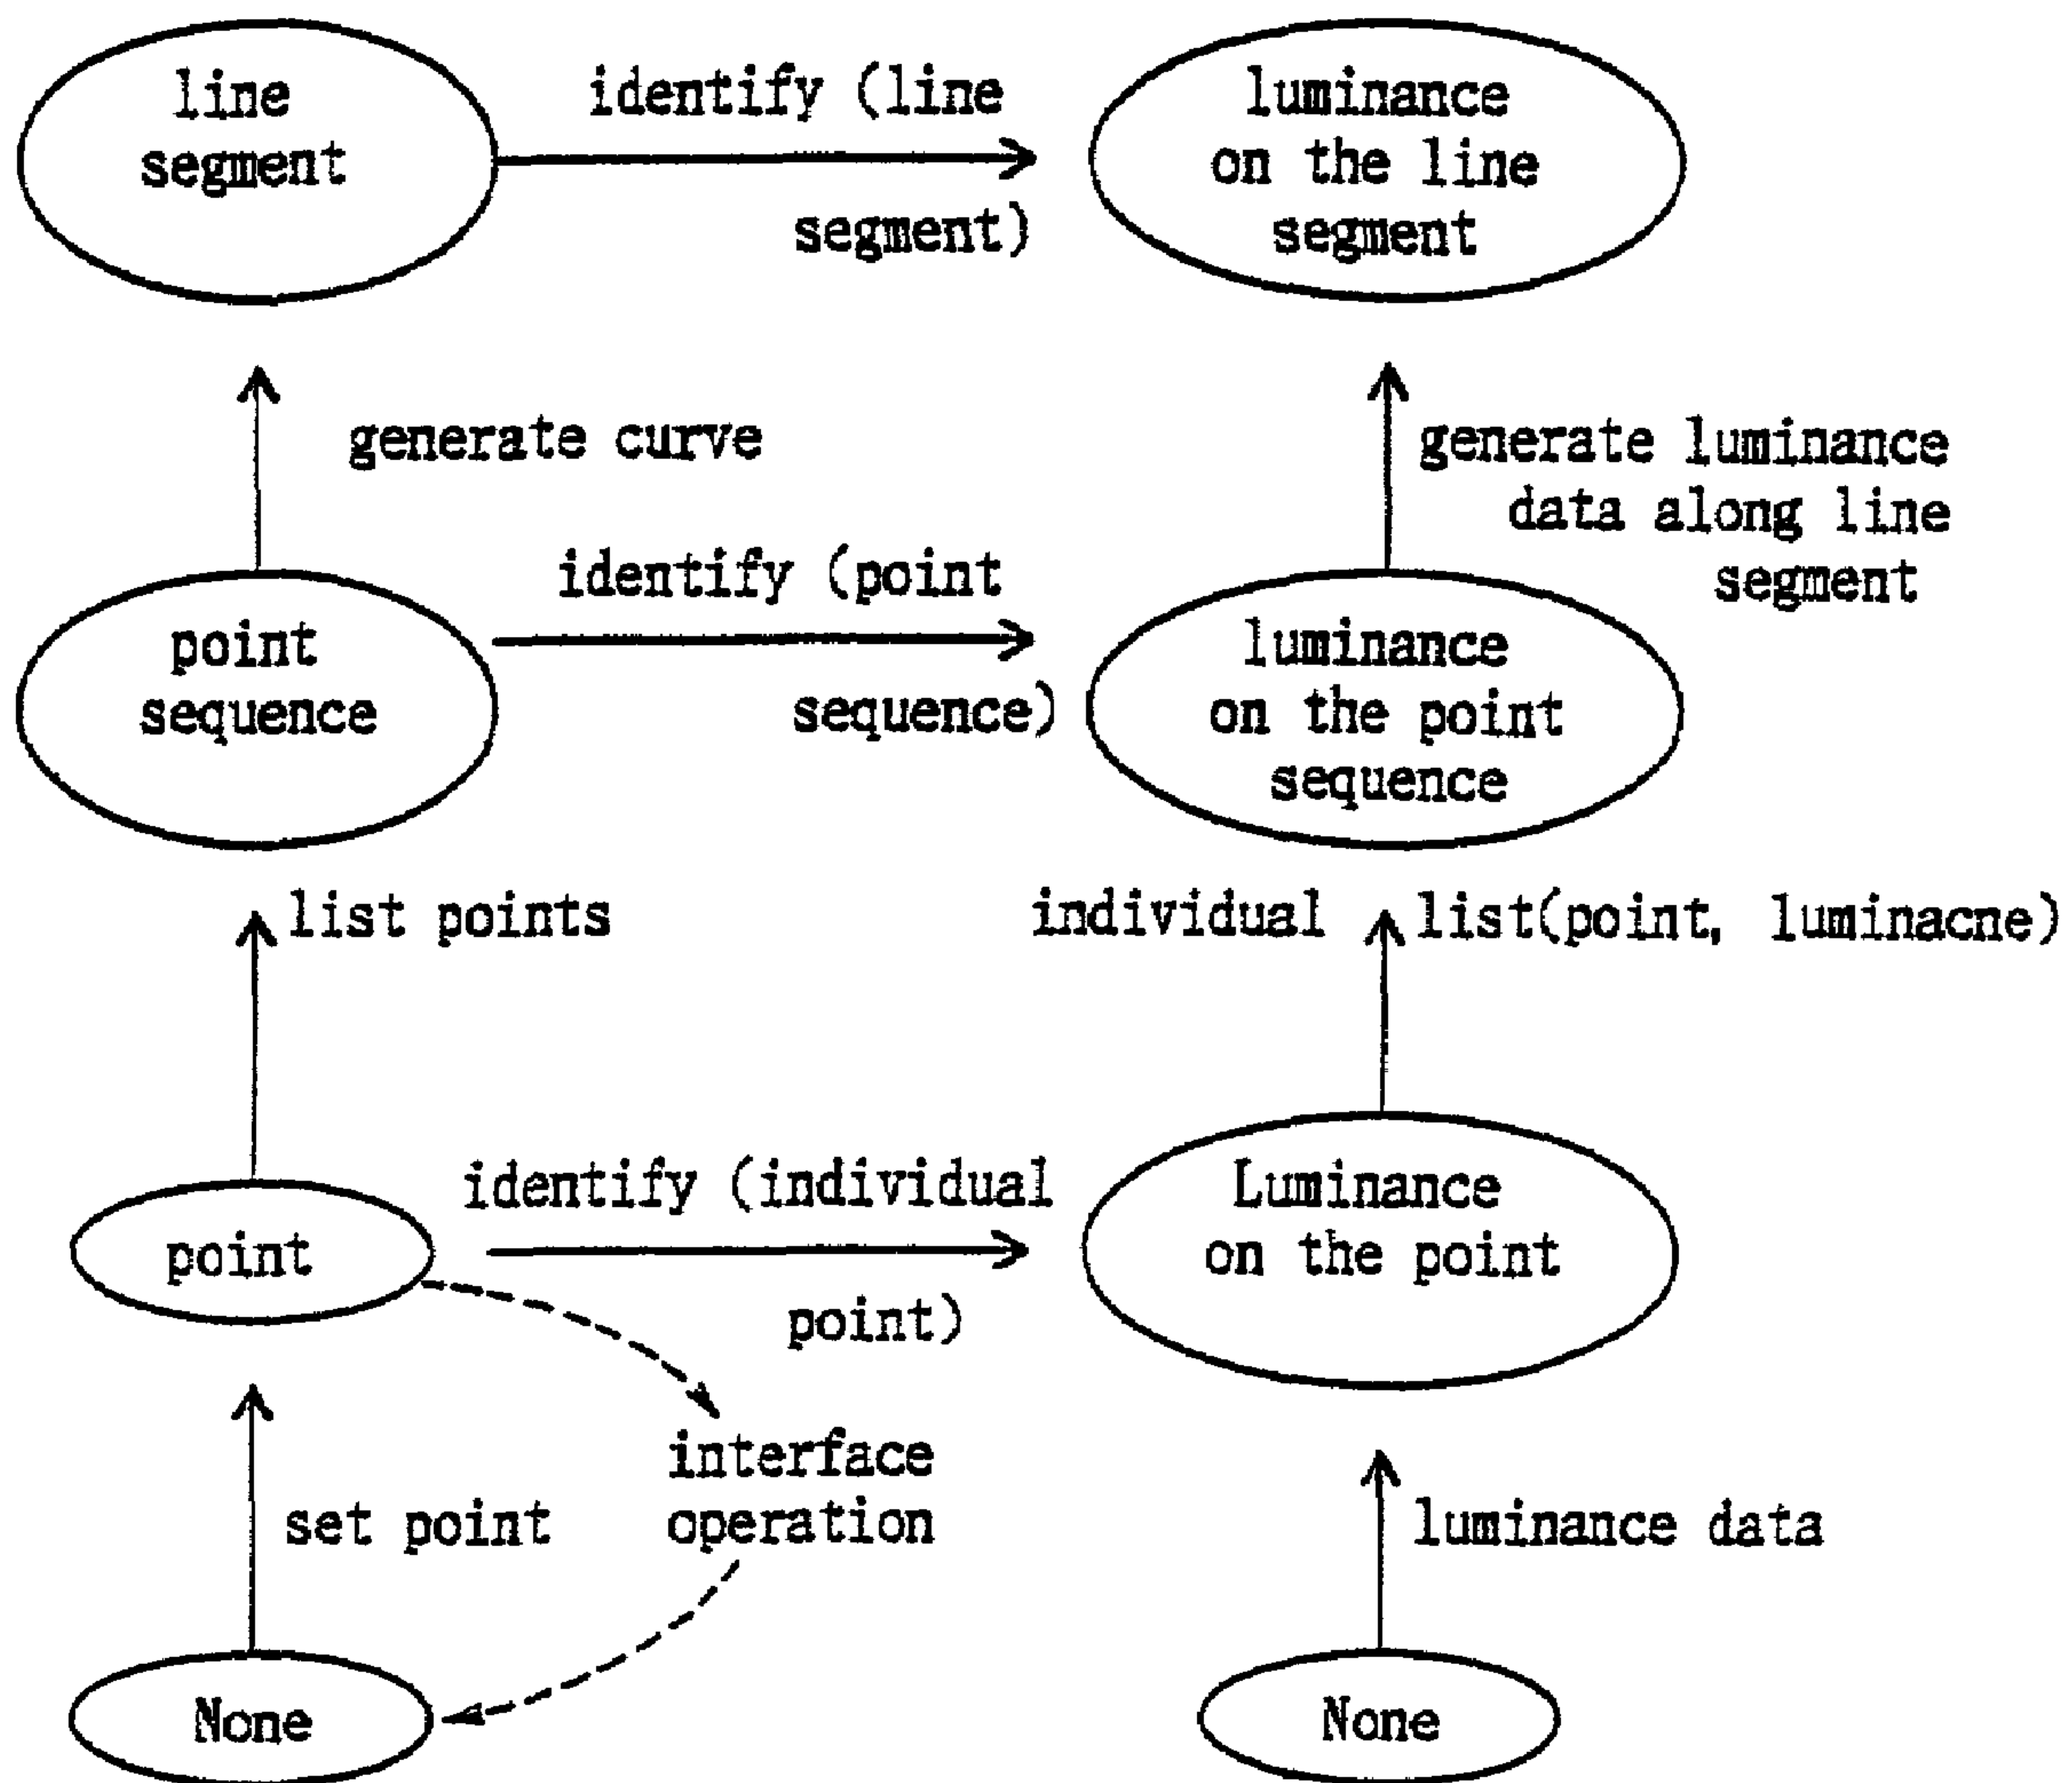 line
segment
identify (line
segment)
luminance
on the line
segment
generate curve
generate luminance
data along line
segment
point
sequence
identify (point
sequence)
luminance
on the point
sequence
list points
individual
list(point, luminacne)
point
identify (individual
point)
Luminance
on the point
set point
interface
operation
luminance data
None
None